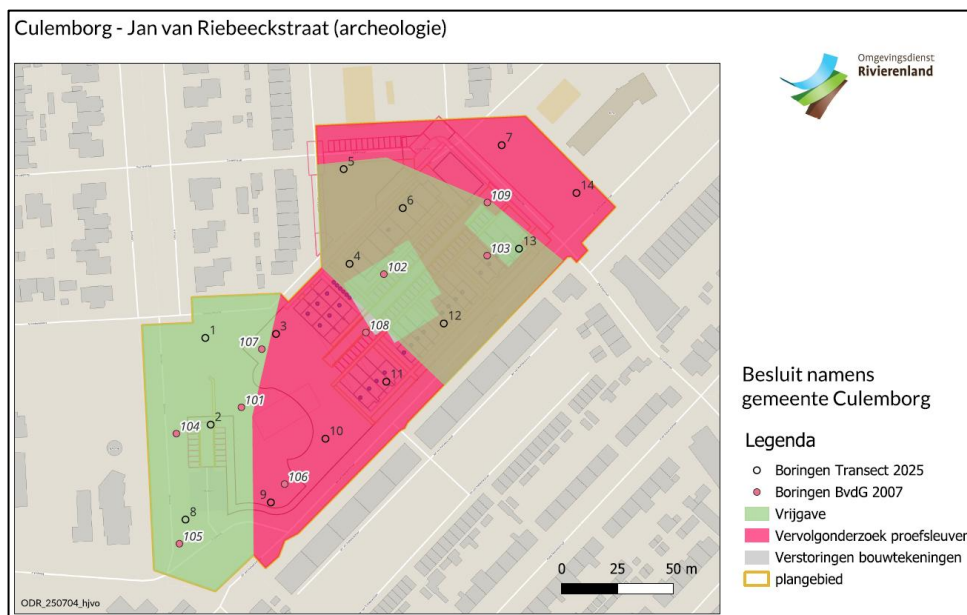 Culemborg - Jan van Riebeeckstraat (archeologie)
Omgevingsdienst
Rivierenland
7
5
14
6
109
13
103
4
102
12
108
1
3
107
11
101
2
104
10
106
9
8
105
0 25 50 m
ODR_250704_hjvo
Besluit namens
gemeente Culemborg
Legenda
Boringen Transect 2025
Boringen BvdG 2007
Vrijgave
Vervolgonderzoek proefsleuven
Verstoringen bouwtekeningen
plangebied